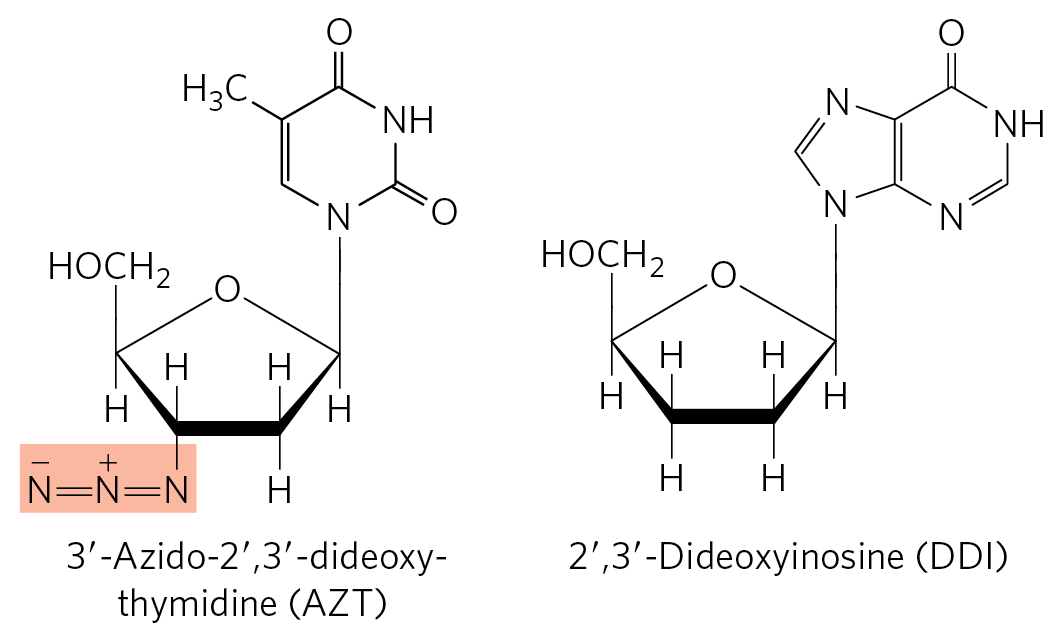 O
H₃C
NH
O
N
HOCH₂
O
H
H
H
H
H
N̅=N⁺=N
3′-Azido-2′,3′-dideoxy-
thymidine (AZT)
O
N
NH
N
N
HOCH₂
O
H
H
H
H
H
H
2′,3′-Dideoxyinosine (DDI)